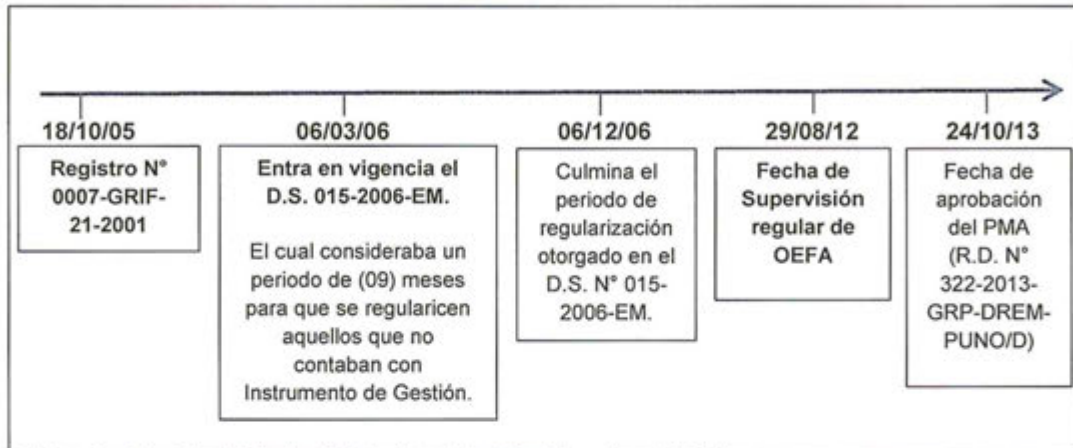 18/10/05
06/03/06
06/12/06
29/08/12
24/10/13
Registro N°
0007-GRIF-
21-2001
Entra en vigencia el
D.S. 015-2006-EM.
El cual consideraba un
periodo de (09) meses
para que se regularicen
aquellos que no
contaban con
Instrumento de Gestión.
Culmina el
periodo de
regularización
otorgado en el
D.S. N° 015-
2006-EM.
Fecha de
Supervisión
regular de
OEFA
Fecha de
aprobación
del PMA
(R.D. N°
322-2013-
GRP-DREM-
PUNO/D)